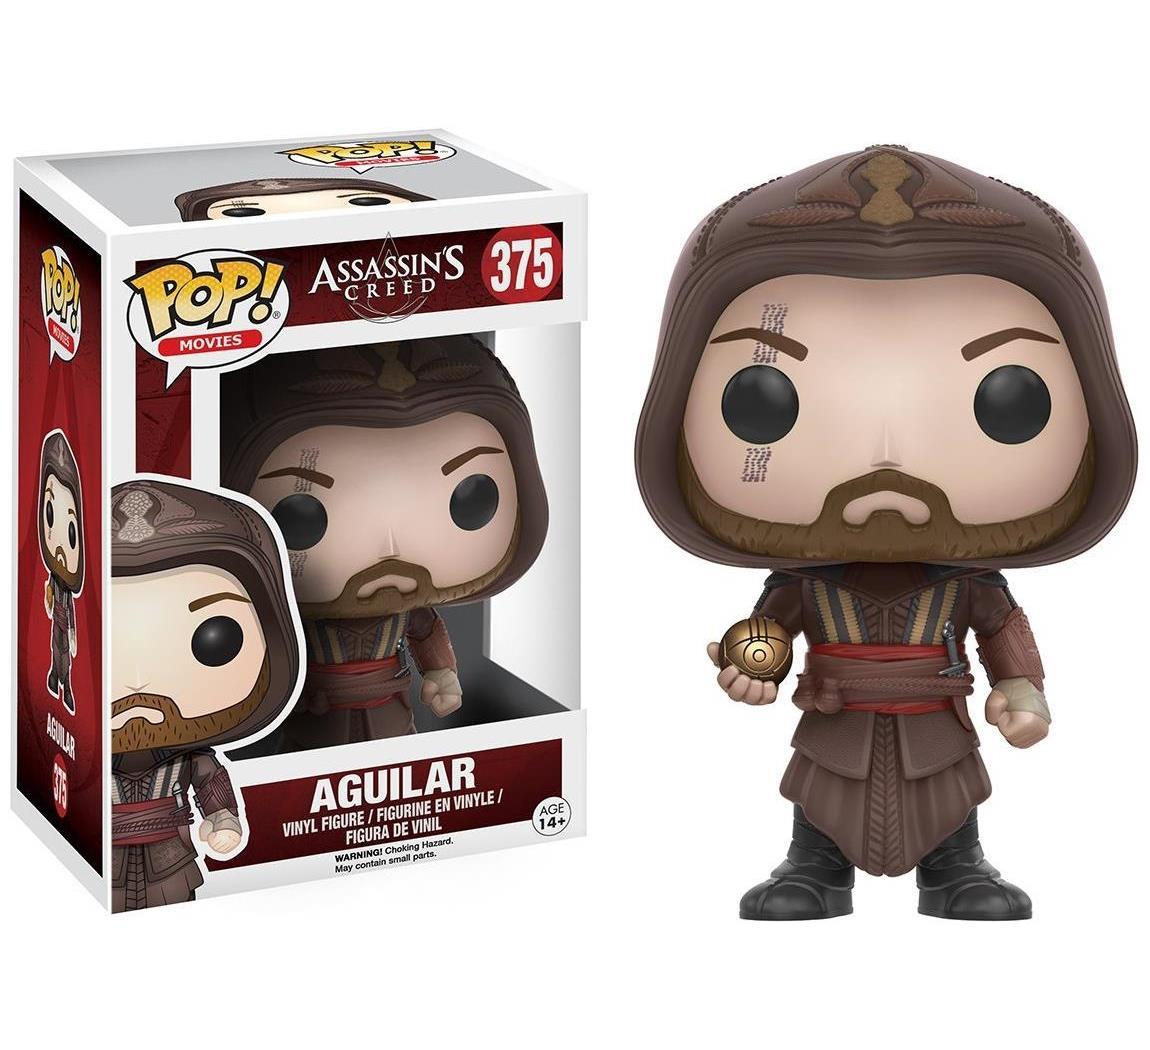 POP!
MOVIES
POP!
MOVIES
AGUILAR
375
POP!®
MOVIES
ASSASSIN'S
CREED
375
AGUILAR
VINYL FIGURE / FIGURINE EN VINYLE /
FIGURA DE VINIL
WARNING! Choking Hazard.
May contain small parts.
AGE
14+